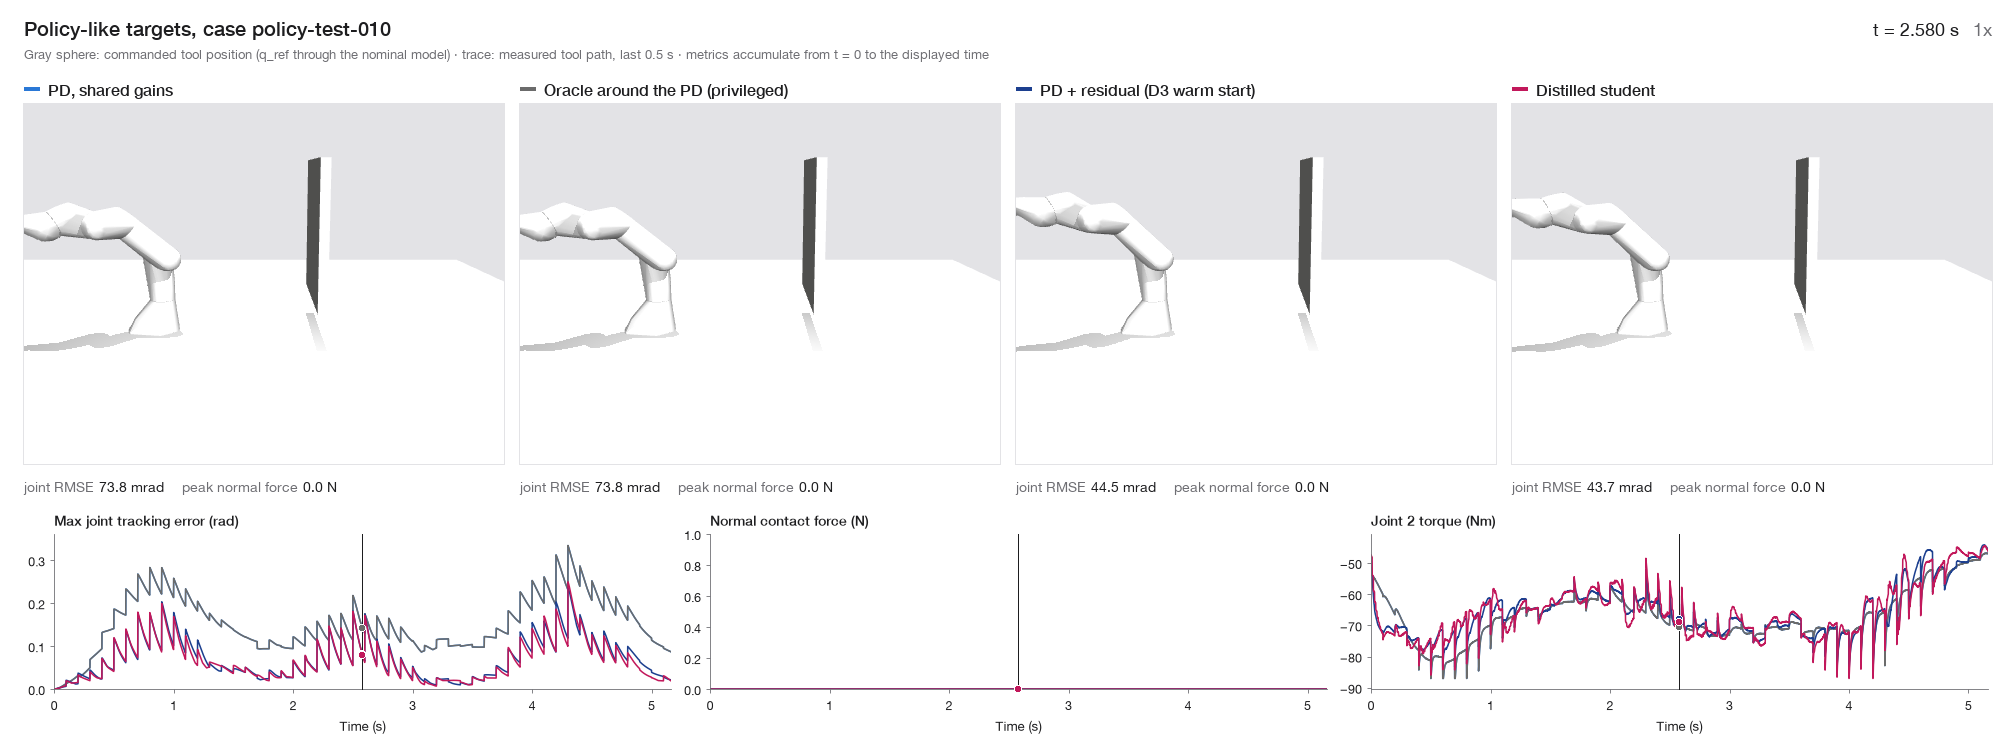 Policy-like targets, case policy-test-010
t = 2.580 s 1x
Gray sphere: commanded tool position (q_ref through the nominal model) · trace: measured tool path, last 0.5 s · metrics accumulate from t = 0 to the displayed time
PD, shared gains
Oracle around the PD (privileged)
PD + residual (D3 warm start)
Distilled student
joint RMSE 73.8 mrad peak normal force 0.0 N
joint RMSE 73.8 mrad peak normal force 0.0 N
joint RMSE 44.5 mrad peak normal force 0.0 N
joint RMSE 43.7 mrad peak normal force 0.0 N
Max joint tracking error (rad)
0.3
0.2
0.1
0.0
0 1 2 3 4 5
Time (s)
Normal contact force (N)
1.0
0.8
0.6
0.4
0.2
0.0
0 1 2 3 4 5
Time (s)
Joint 2 torque (Nm)
−50
−60
−70
−80
−90
0 1 2 3 4 5
Time (s)